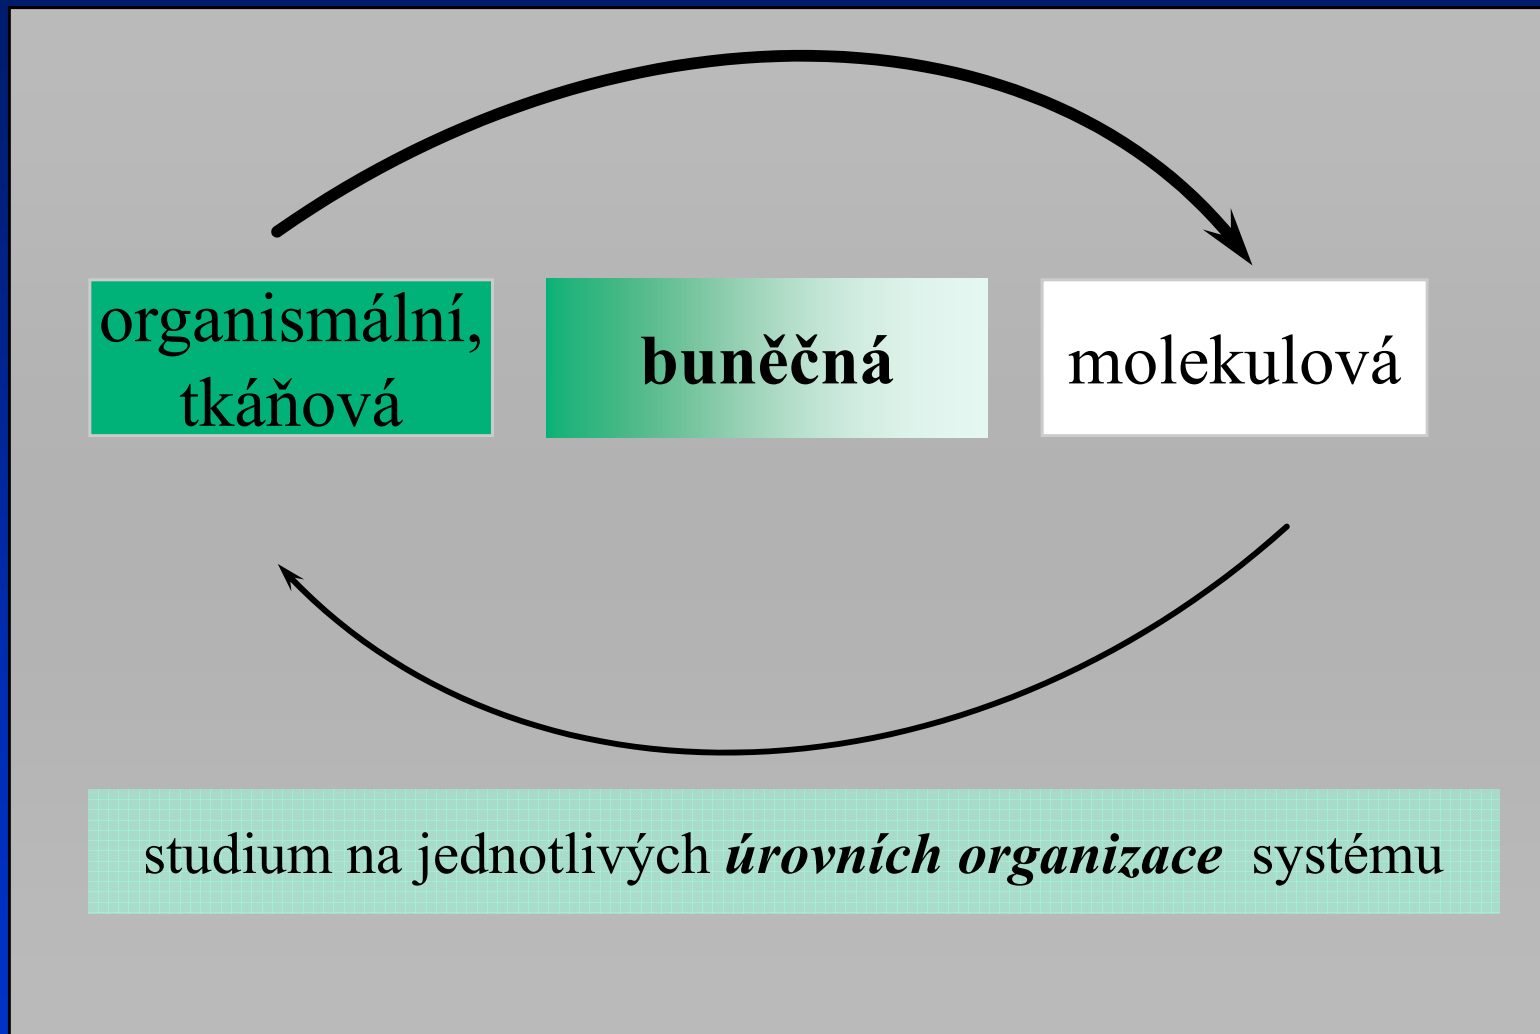 organismální,
tkáňová
buněčná
molekulová
studium na jednotlivých úrovních organizace systému